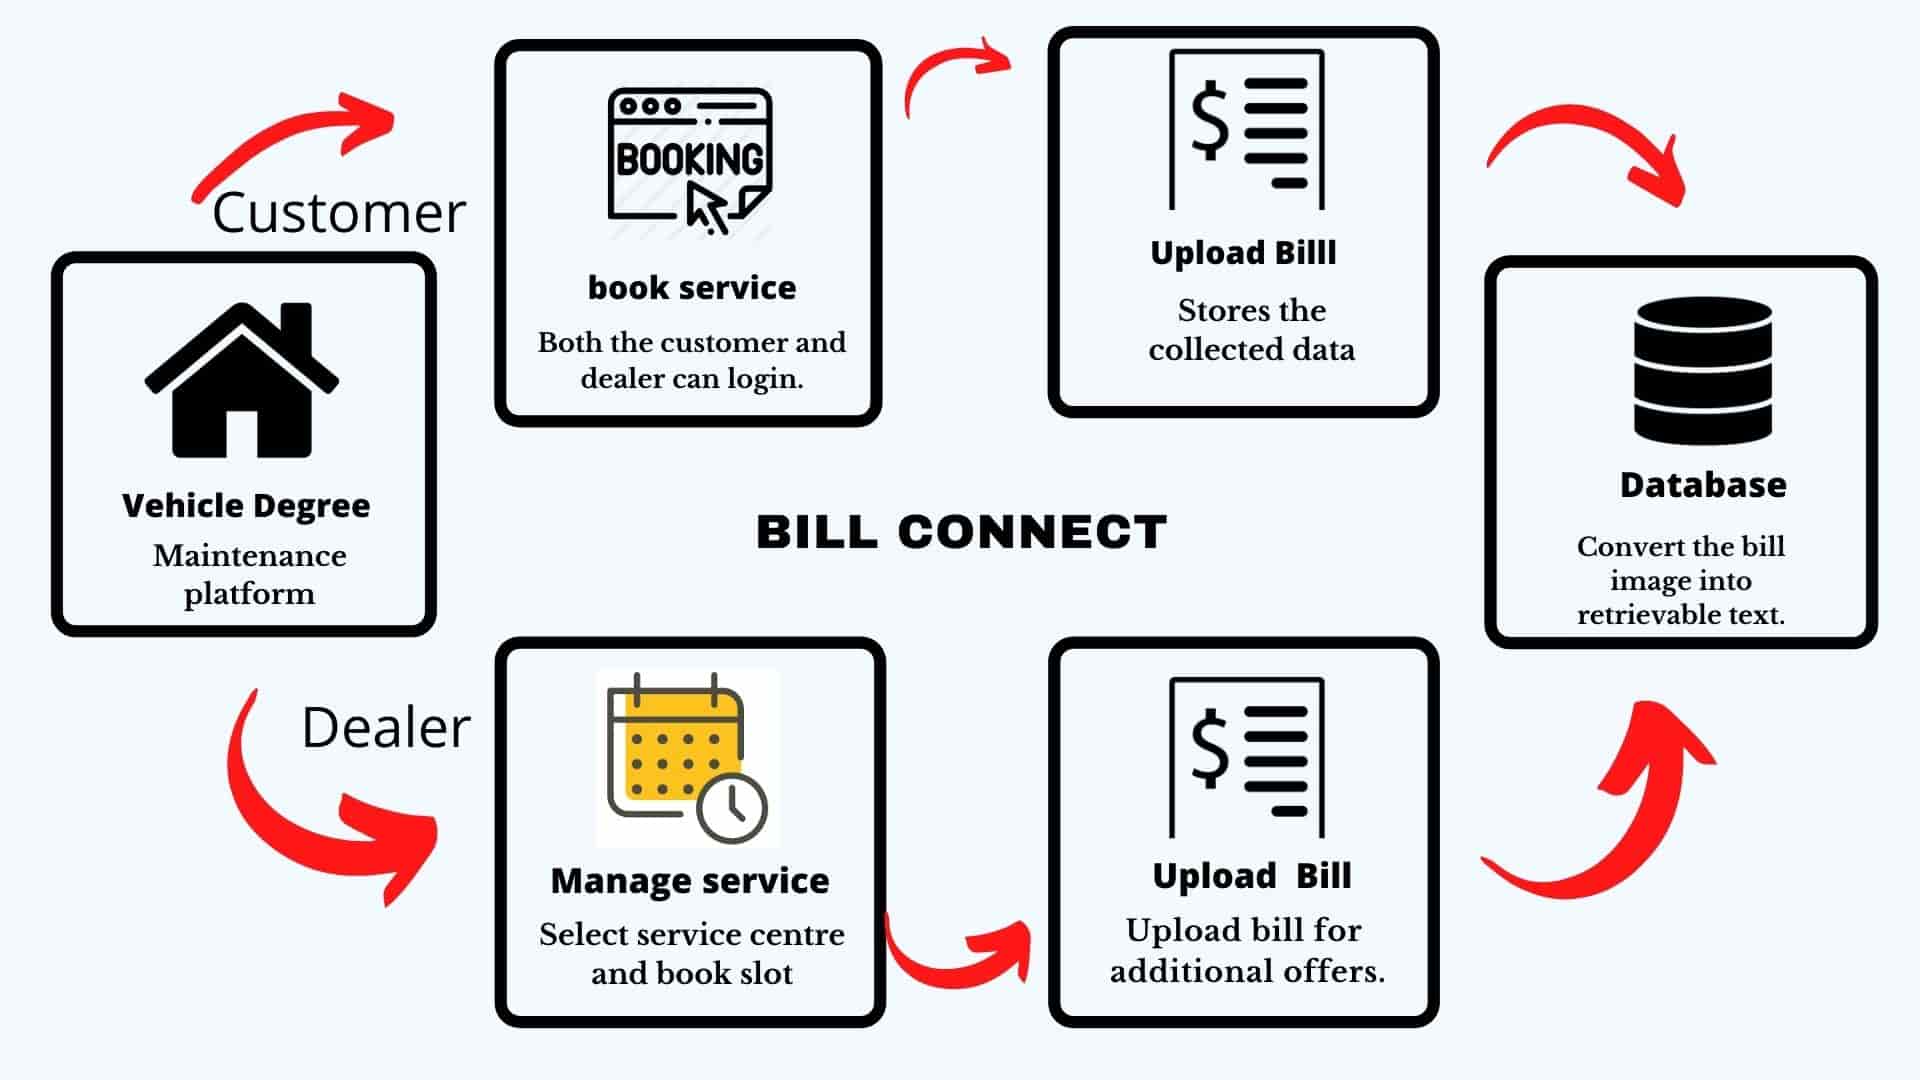 Customer
BOOKING
book service
Both the customer and
dealer can login.
$
Upload Billl
Stores the
collected data
Vehicle Degree
Maintenance
platform
Database
Convert the bill
image into
retrievable text.
BILL CONNECT
Dealer
Manage service
Select service centre
and book slot
$
Upload Bill
Upload bill for
additional offers.